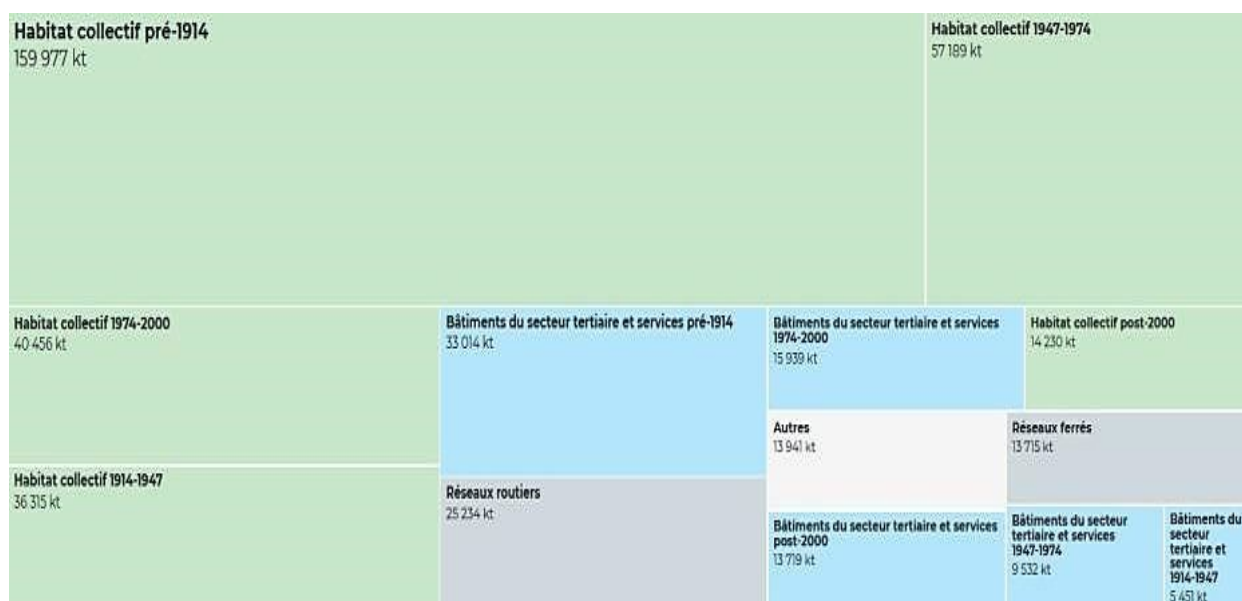 Habitat collectif pré-1914
159 977 kt
Habitat collectif 1947-1974
57 189 kt
Habitat collectif 1974-2000
40 456 kt
Bâtiments du secteur tertiaire et services pré-1914
33 014 kt
Bâtiments du secteur tertiaire et services
1974-2000
15 939 kt
Habitat collectif post-2000
14 230 kt
Autres
13 941 kt
Réseaux ferrés
13 715 kt
Habitat collectif 1914-1947
36 315 kt
Réseaux routiers
25 234 kt
Bâtiments du secteur tertiaire et services
post-2000
13 719 kt
Bâtiments du secteur
tertiaire et services
1947-1974
9 532 kt
Bâtiments du
secteur
tertiaire et
services
1914-1947
5 451 kt